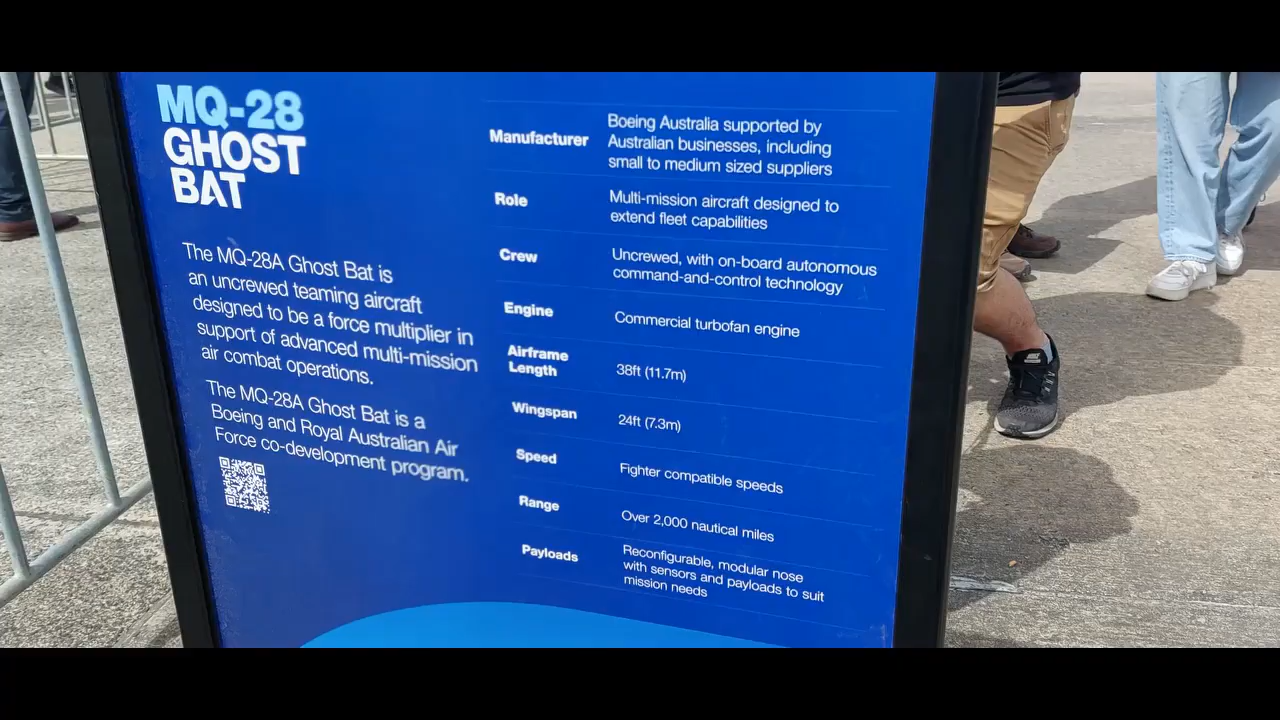 MQ-28
GHOST
BAT
The MQ-28A Ghost Bat is
an uncrewed teaming aircraft
designed to be a force multiplier in
support of advanced multi-mission
air combat operations.
The MQ-28A Ghost Bat is a
Boeing and Royal Australian Air
Force co-development program.
Manufacturer
Boeing Australia supported by
Australian businesses, including
small to medium sized suppliers
Role
Multi-mission aircraft designed to
extend fleet capabilities
Crew
Uncrewed, with on-board autonomous
command-and-control technology
Engine
Commercial turbofan engine
Airframe
Length
38ft (11.7m)
Wingspan
24ft (7.3m)
Speed
Fighter compatible speeds
Range
Over 2,000 nautical miles
Payloads
Reconfigurable, modular nose
with sensors and payloads to suit
mission needs